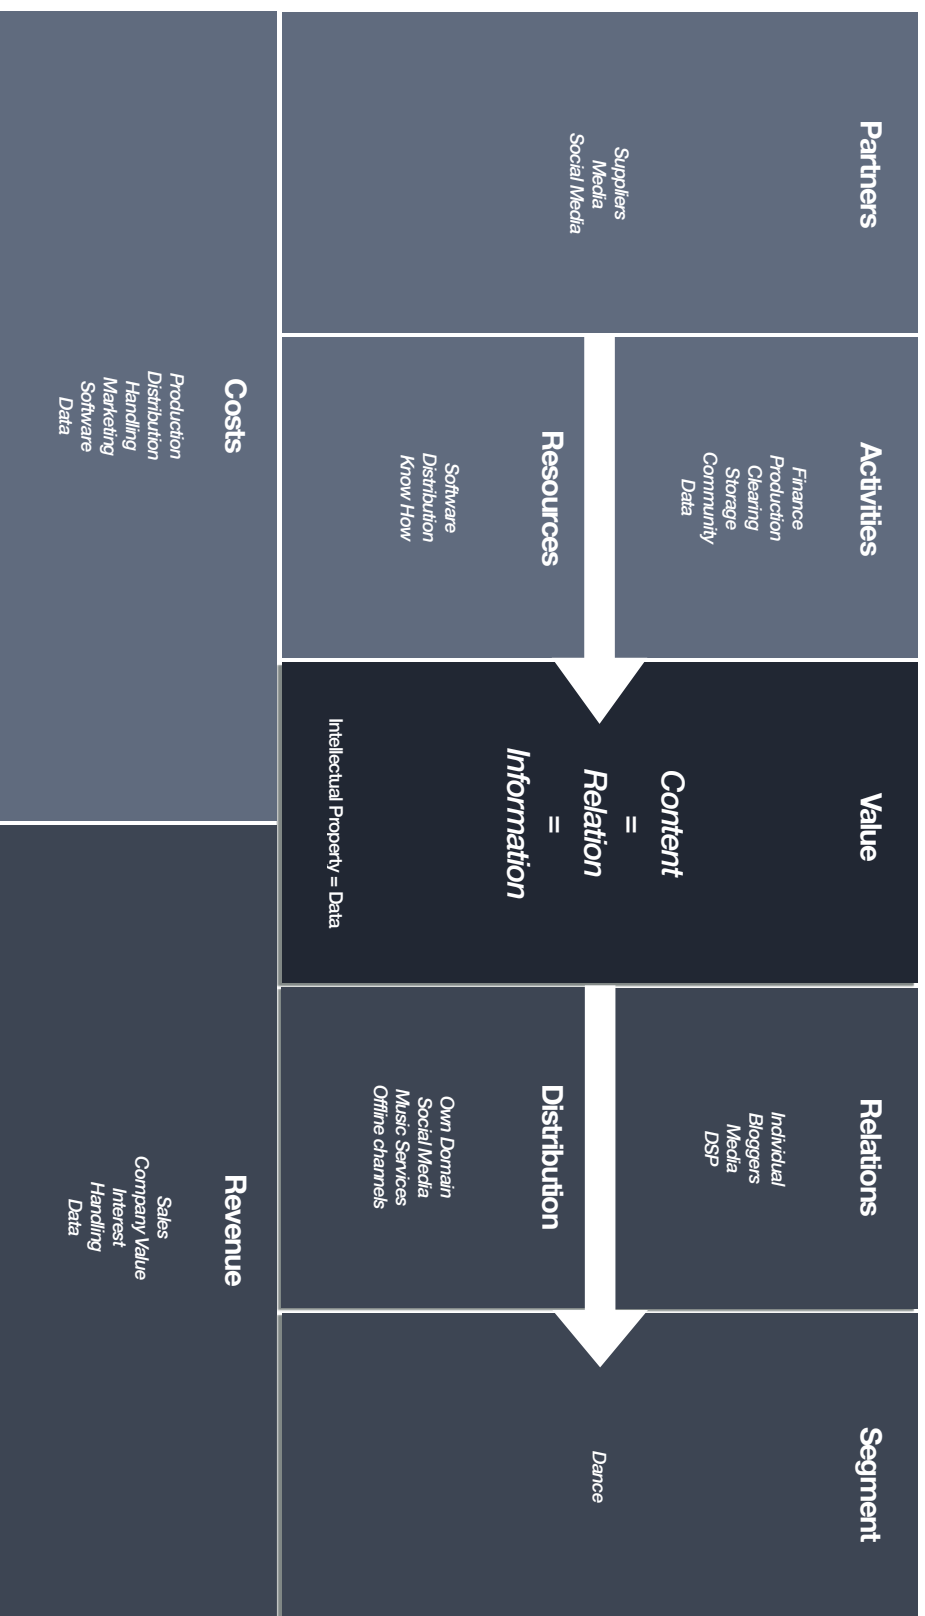 Partners
Suppliers
Media
Social Media
Activities
Finance
Production
Clearing
Storage
Community
Data
Resources
Software
Distribution
Know How
Value
Content
=
Relation
=
Information
Intellectual Property = Data
Relations
Individual
Bloggers
Media
DSP
Distribution
Own Domain
Social Media
Music Services
Offline channels
Segment
Dance
Costs
Production
Distribution
Handling
Marketing
Software
Data
Revenue
Sales
Company Value
Interest
Handling
Data